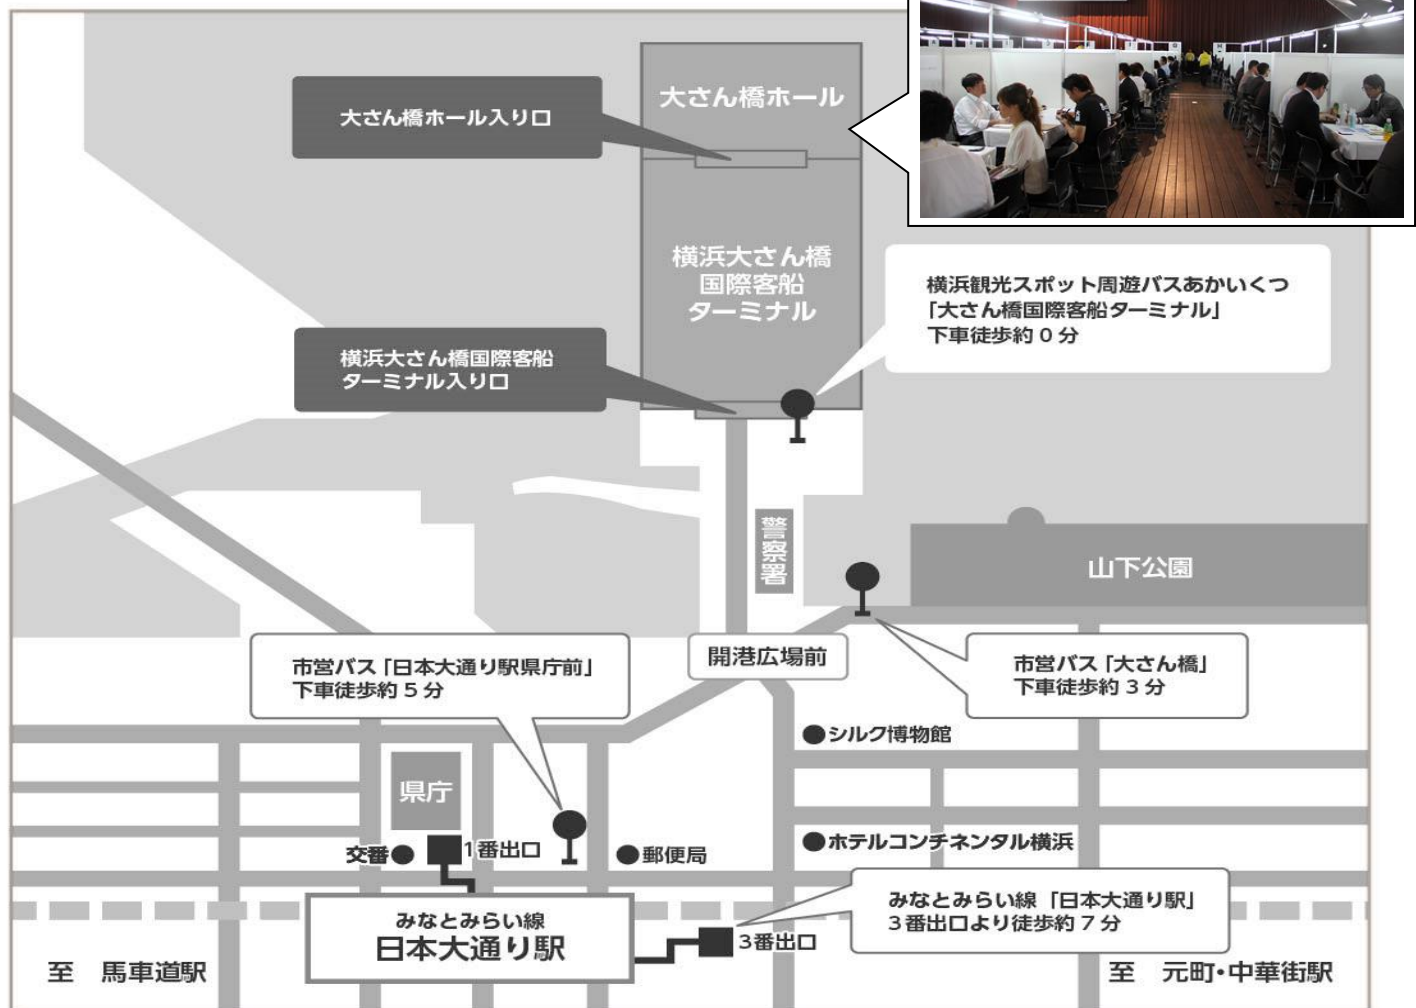 大さん橋ホール
大さん橋ホール入り口
横浜大さん橋
国際客船
ターミナル
横浜観光スポット周遊バスあかいくつ
「大さん橋国際客船ターミナル」
下車徒歩約0分
横浜大さん橋国際客船
ターミナル入り口
警察署
山下公園
開港広場前
市営バス「日本大通り駅県庁前」
下車徒歩約5分
市営バス「大さん橋」
下車徒歩約3分
シルク博物館
県庁
交番
1番出口
郵便局
ホテルコンチネンタル横浜
みなとみらい線「日本大通り駅」
3番出口より徒歩約7分
みなとみらい線
日本大通り駅
3番出口
至 馬車道駅
至 元町・中華街駅